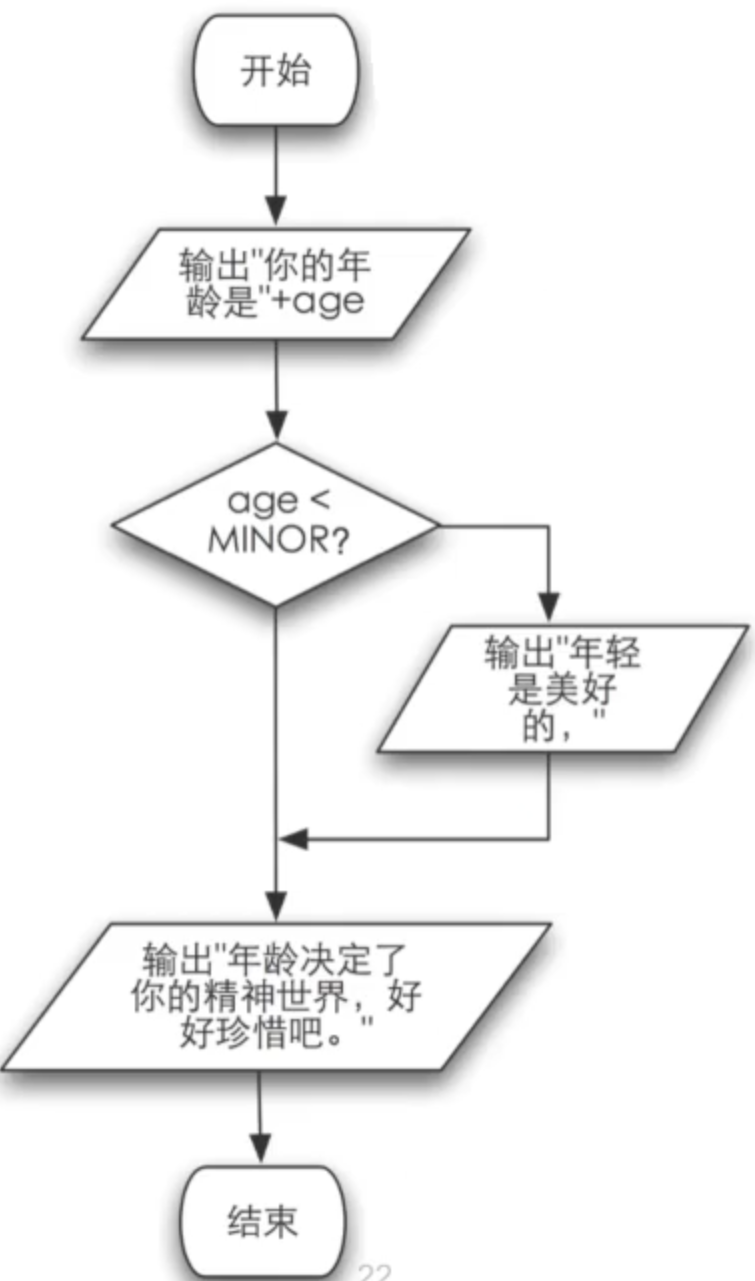 开始
输出"你的年
龄是"+age
age <
MINOR?
输出"年轻
是美好
的，"
输出"年龄决定了
你的精神世界，好
好珍惜吧。"
结束
22